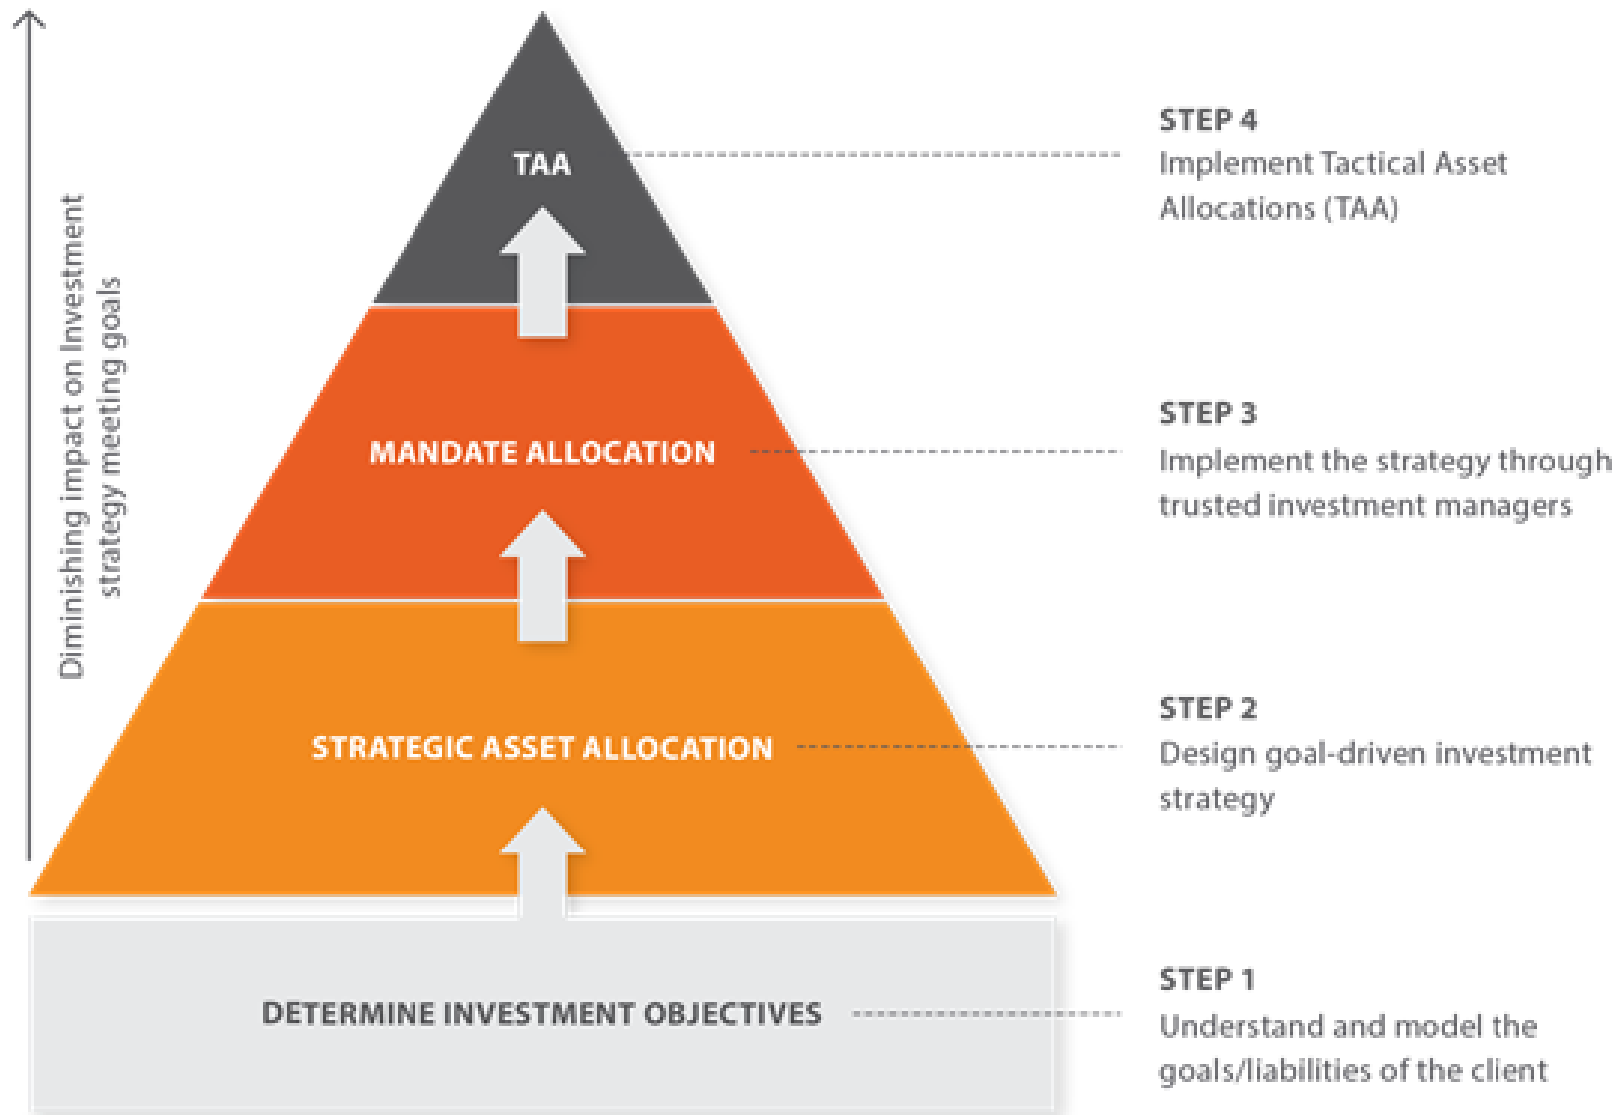 STEP 4
Implement Tactical Asset
Allocations (TAA)
TAA
Diminishing impact on Investment
strategy meeting goals
STEP 3
Implement the strategy through
trusted investment managers
MANDATE ALLOCATION
STEP 2
Design goal-driven investment
strategy
STRATEGIC ASSET ALLOCATION
STEP 1
Understand and model the
goals/liabilities of the client
DETERMINE INVESTMENT OBJECTIVES